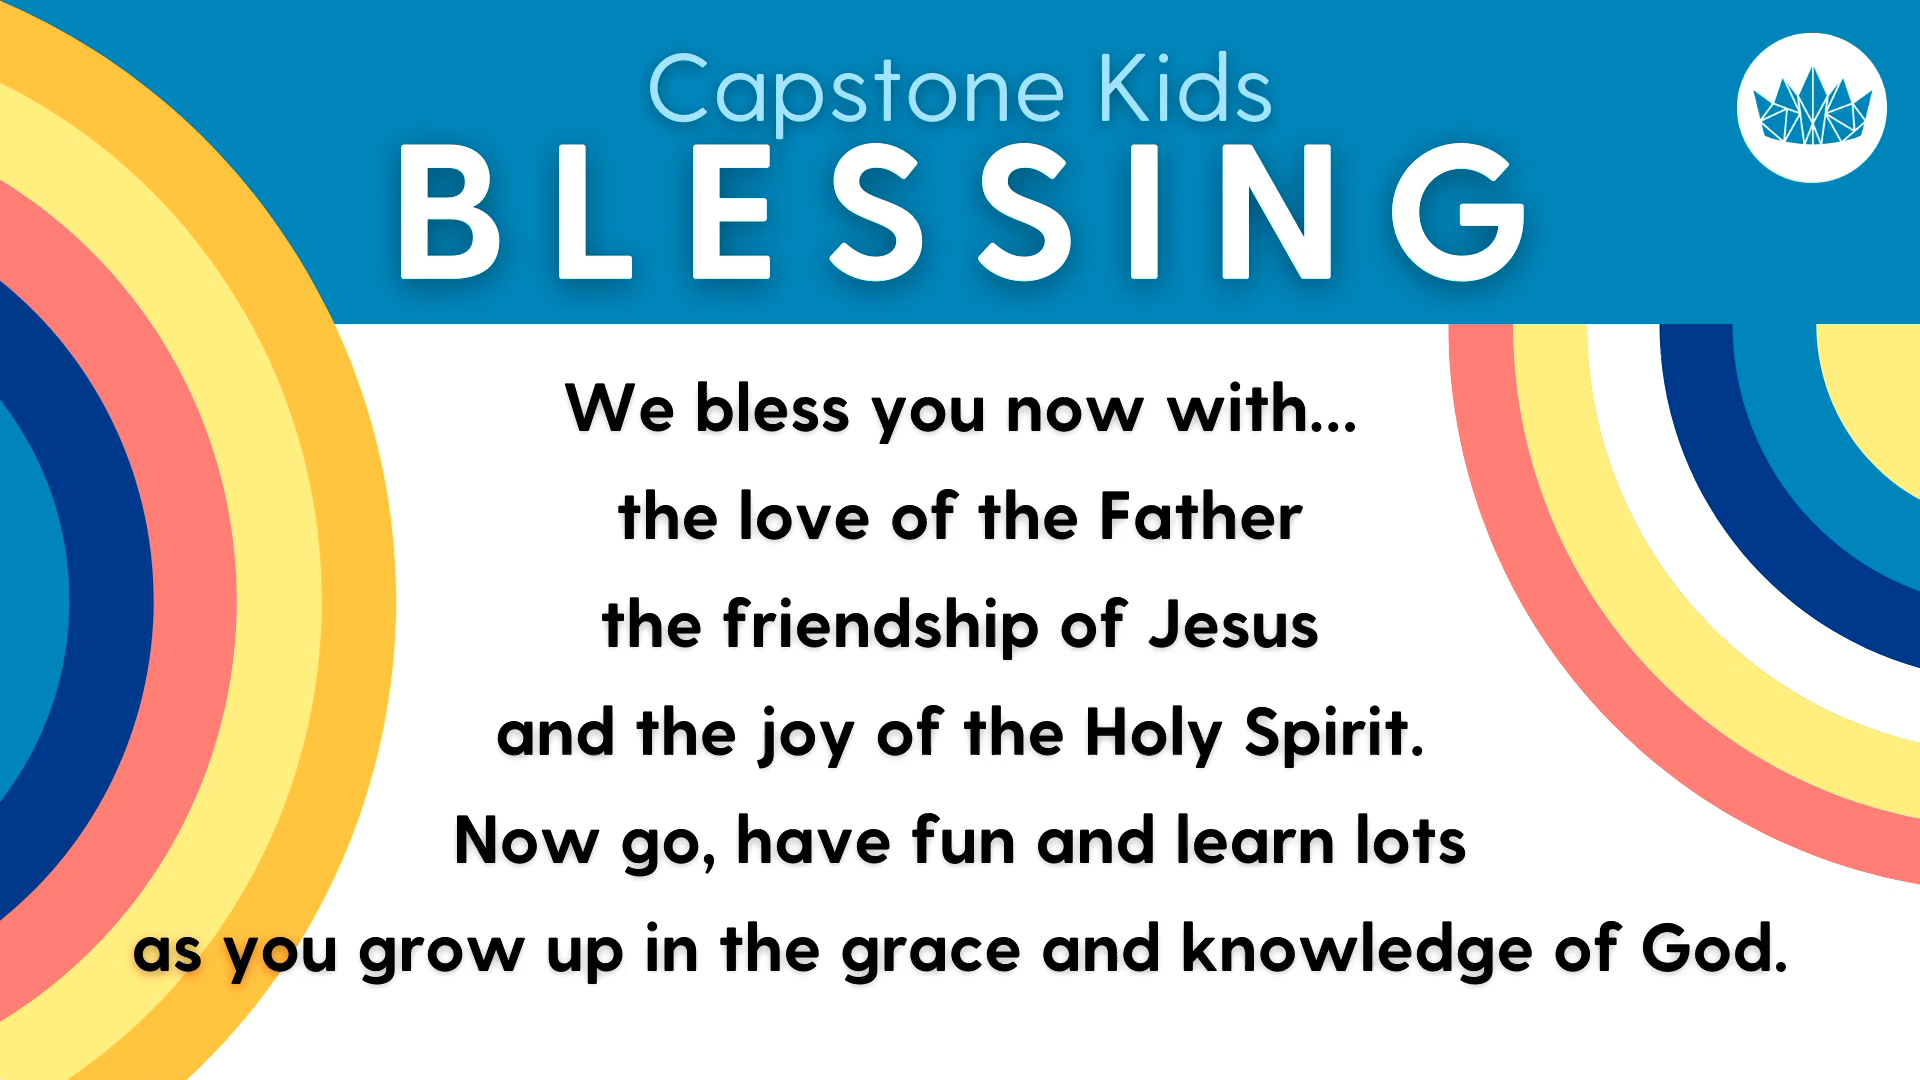 Capstone Kids
BLESSING
We bless you now with...
the love of the Father
the friendship of Jesus
and the joy of the Holy Spirit.
Now go, have fun and learn lots
as you grow up in the grace and knowledge of God.